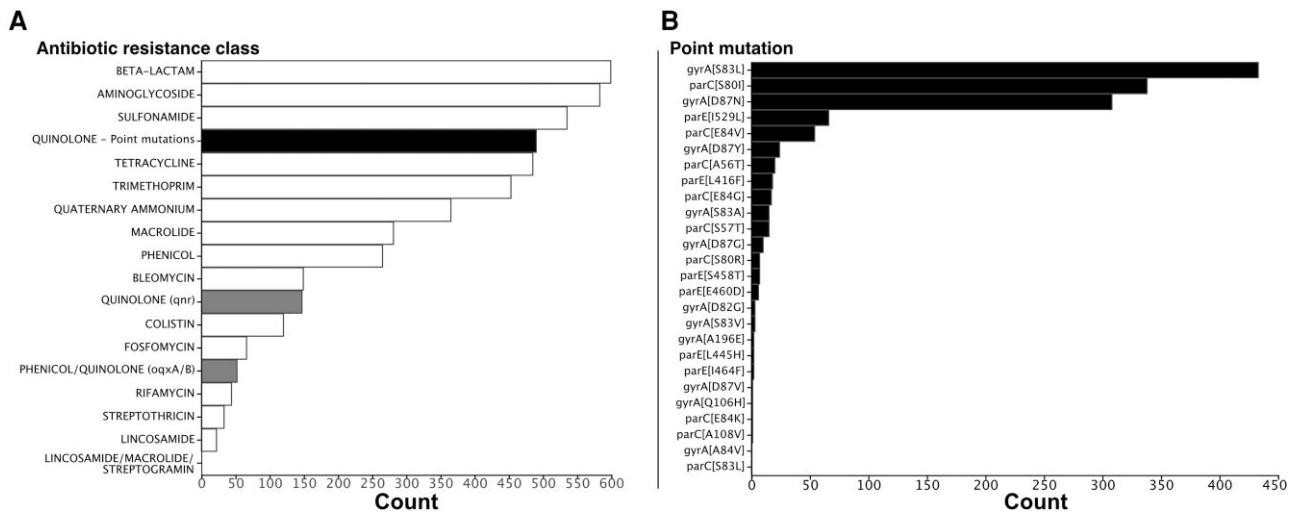 A
Antibiotic resistance class
BETA-LACTAM
AMINOGLYCOSIDE
SULFONAMIDE
QUINOLONE - Point mutations
TETRACYCLINE
TRIMETHOPRIM
QUATERNARY AMMONIUM
MACROLIDE
PHENICOL
BLEOMYCIN
QUINOLONE (qnr)
COLISTIN
FOSFOMYCIN
PHENICOL/QUINOLONE (oqxA/B)
RIFAMYCIN
STREPTOTHRICIN
LINCOSAMIDE
LINCOSAMIDE/MACROLIDE/
STREPTOGRAMIN
0 50 100 150 200 250 300 350 400 450 500 550 600
Count
B
Point mutation
gyrA[S83L]
parC[S80I]
gyrA[D87N]
parE[I529L]
parC[E84V]
gyrA[D87Y]
parC[A56T]
parE[L416F]
parC[E84G]
gyrA[S83A]
parC[S57T]
gyrA[D87G]
parC[S80R]
parE[S458T]
parE[E460D]
gyrA[D82G]
gyrA[S83V]
gyrA[A196E]
parE[L445H]
parE[I464F]
gyrA[D87V]
gyrA[Q106H]
parC[E84K]
parC[A108V]
gyrA[A84V]
parC[S83L]
0 50 100 150 200 250 300 350 400 450
Count